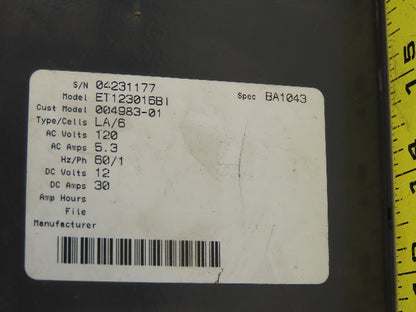 S/N 04231177
Model ET123016BI Spec BA1043
Cust Model 004983-01
Type/Cells LA/6
AC Volts 120
AC Amps 5.3
Hz/Ph 60/1
DC Volts 12
DC Amps 30
Amp Hours
File
Manufacturer